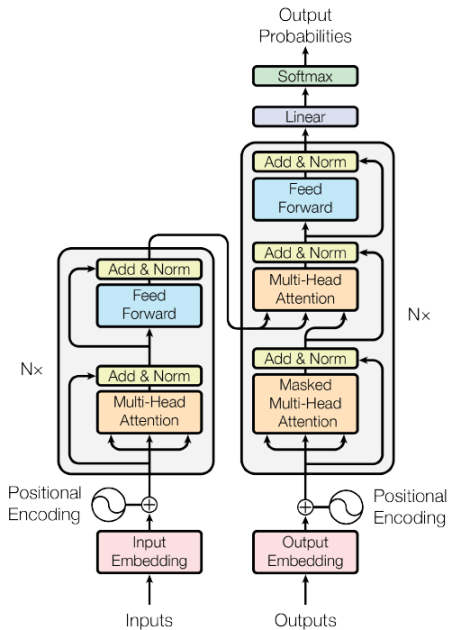 Output
Probabilities
Softmax
Linear
Add & Norm
Feed
Forward
Add & Norm
Multi-Head
Attention
Add & Norm
Masked
Multi-Head
Attention
N×
Add & Norm
Feed
Forward
Add & Norm
Multi-Head
Attention
N×
Positional
Encoding
Positional
Encoding
Input
Embedding
Output
Embedding
Inputs
Outputs